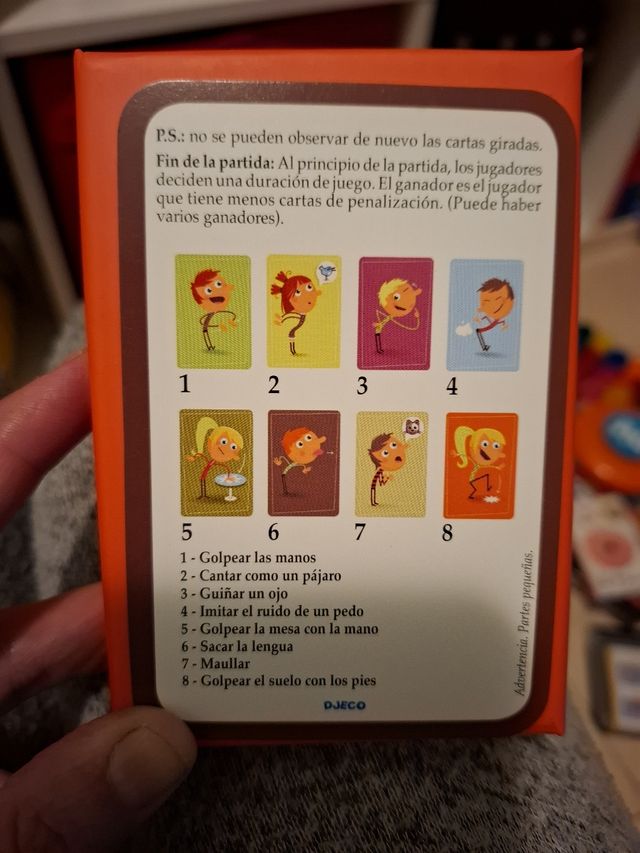 P.S.: no se pueden observar de nuevo las cartas giradas.
Fin de la partida: Al principio de la partida, los jugadores
deciden una duración de juego. El ganador es el jugador
que tiene menos cartas de penalización. (Puede haber
varios ganadores).
1
2
3
4
5
6
7
8
1 - Golpear las manos
2 - Cantar como un pájaro
3 - Guiñar un ojo
4 - Imitar el ruido de un pedo
5 - Golpear la mesa con la mano
6 - Sacar la lengua
7 - Maullar
8 - Golpear el suelo con los pies
Advertencia. Partes pequeñas.
DJECO